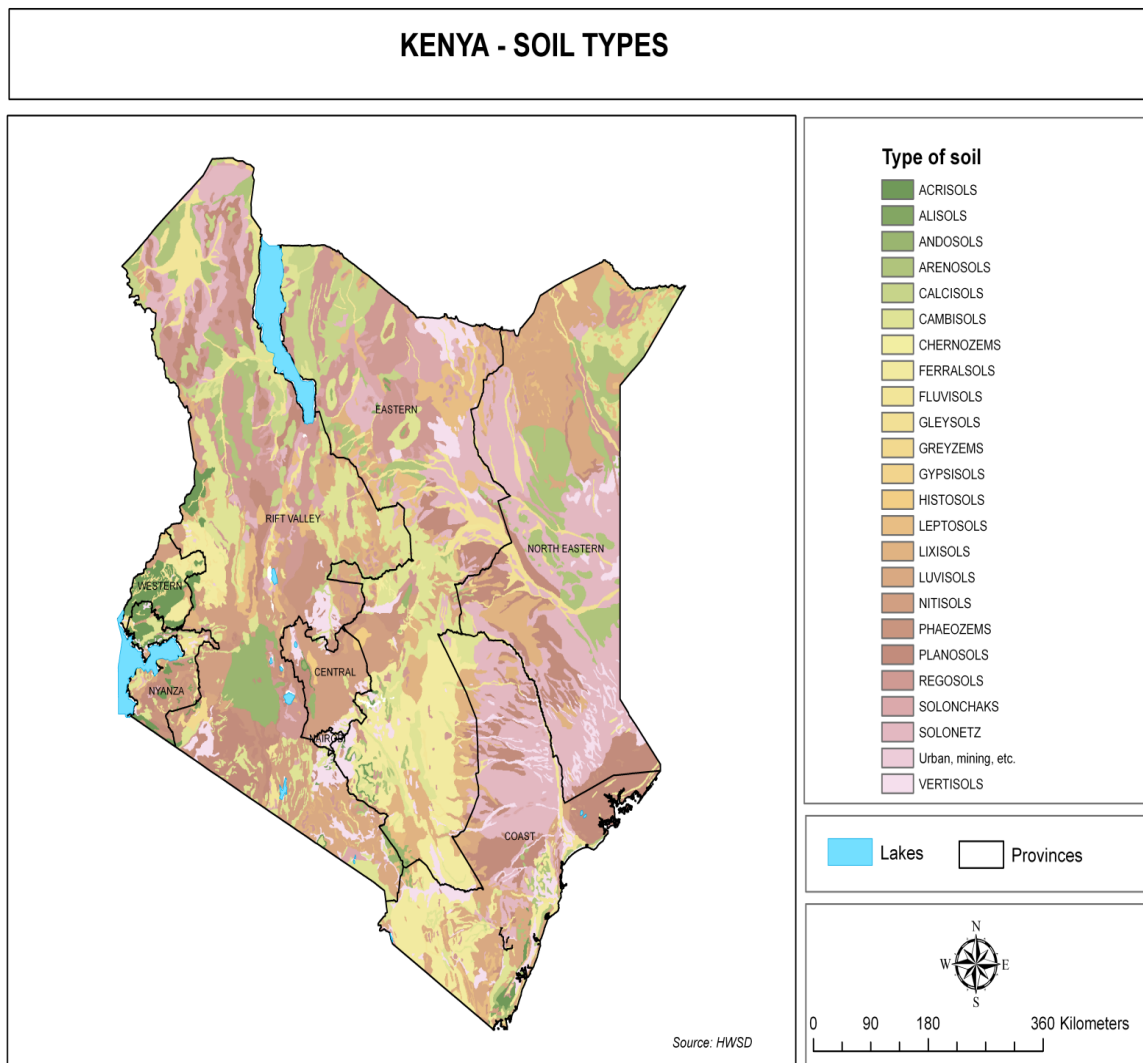 KENYA - SOIL TYPES
Type of soil
ACRISOLS
ALISOLS
ANDOSOLS
ARENOSOLS
CALCISOLS
CAMBISOLS
CHERNOZEMS
FERRALSOLS
FLUVISOLS
GLEYSOLS
GREYZEMS
GYPSISOLS
HISTOSOLS
LEPTOSOLS
LIXISOLS
LUVISOLS
NITISOLS
PHAEOZEMS
PLANOSOLS
REGOSOLS
SOLONCHAKS
SOLONETZ
Urban, mining, etc.
VERTISOLS
EASTERN
RIFT VALLEY
NORTH EASTERN
WESTERN
CENTRAL
NYANZA
NAIROBI
COAST
Lakes
Provinces
N
W
E
S
0 90 180 360 Kilometers
Source: HWSD